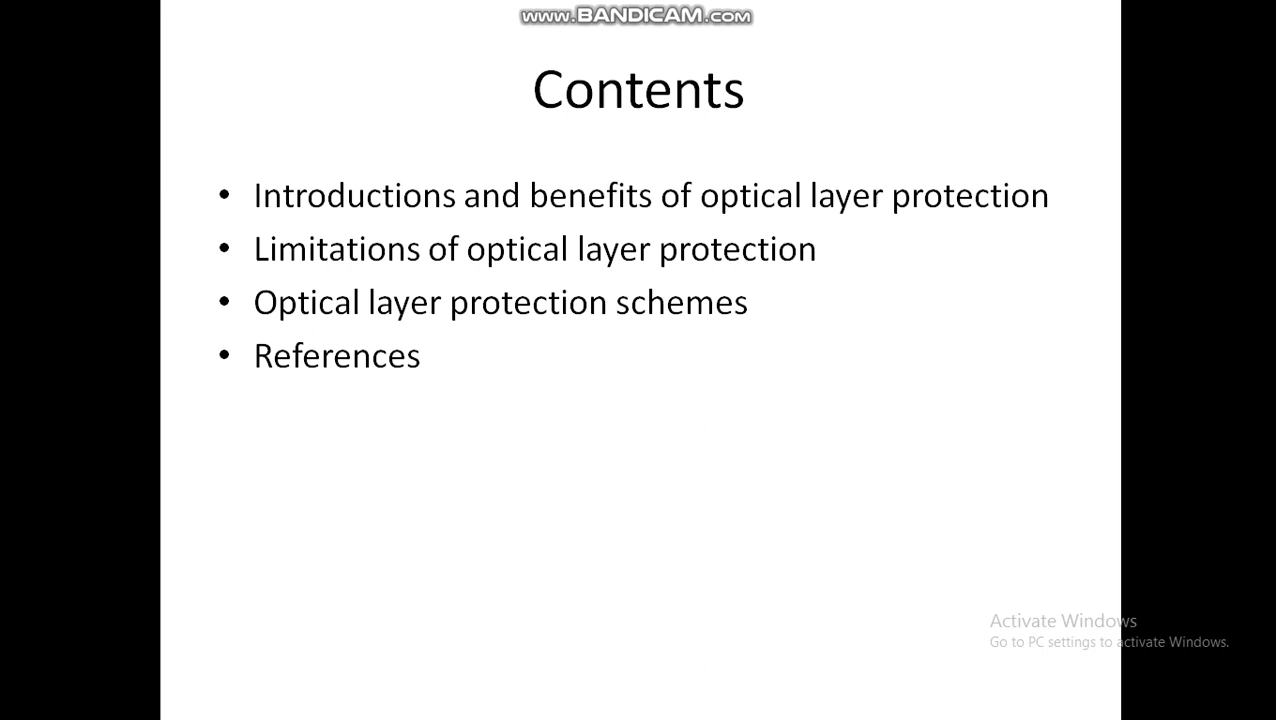 www.BANDICAM.com
Contents
• Introductions and benefits of optical layer protection
• Limitations of optical layer protection
• Optical layer protection schemes
• References
Activate Windows
Go to PC settings to activate Windows.